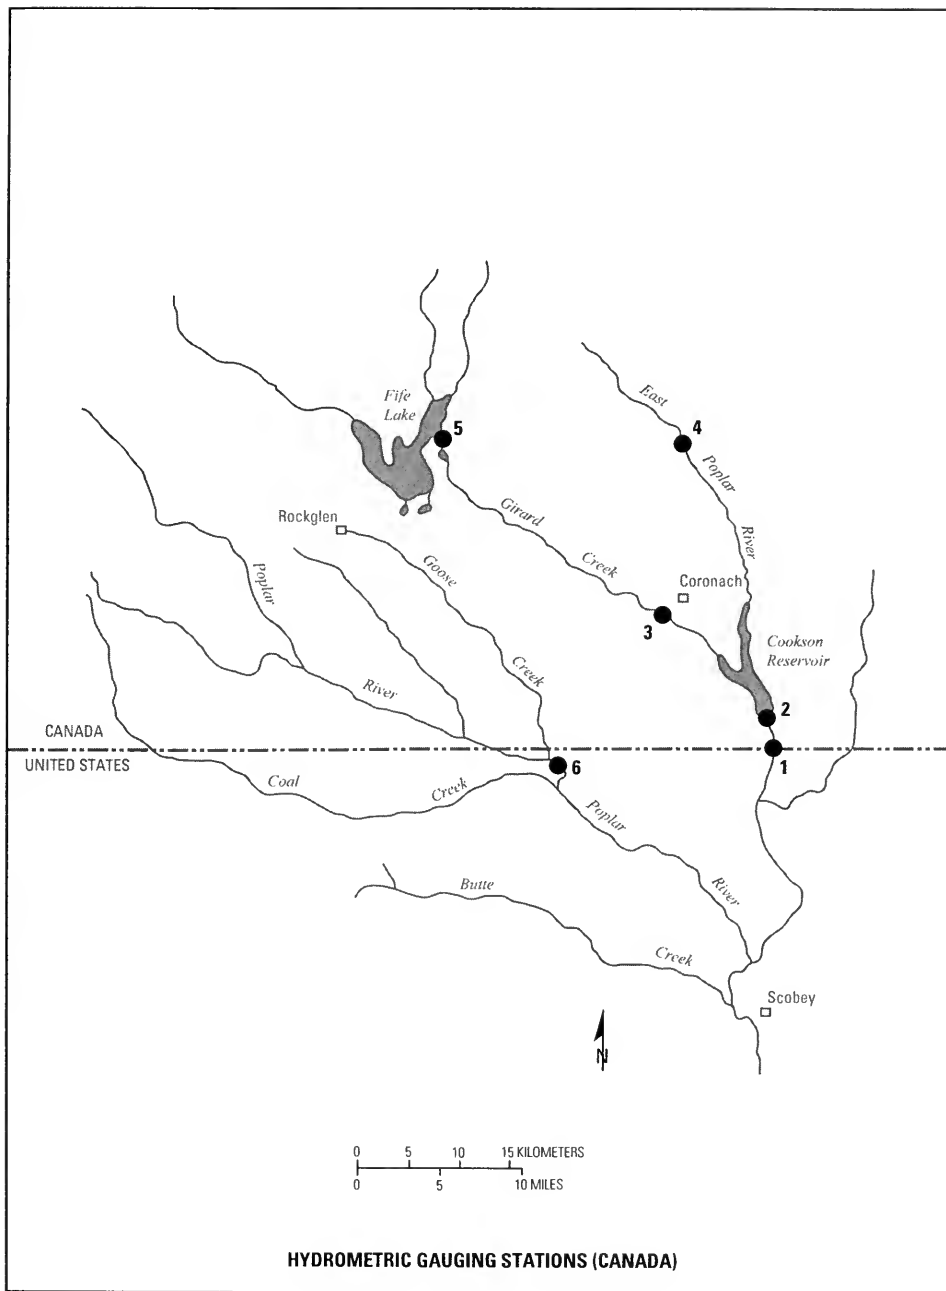 Fife
Lake
5
East
4
Poplar
River
Rockglen
Girard
Creek
Goose
Creek
Coronach
3
Poplar
River
Cookson
Reservoir
2
CANADA
UNITED STATES
1
6
Coal
Creek
Poplar
River
Butte
Creek
Scobey
N
0 5 10 15 KILOMETERS
0 5 10 MILES
HYDROMETRIC GAUGING STATIONS (CANADA)